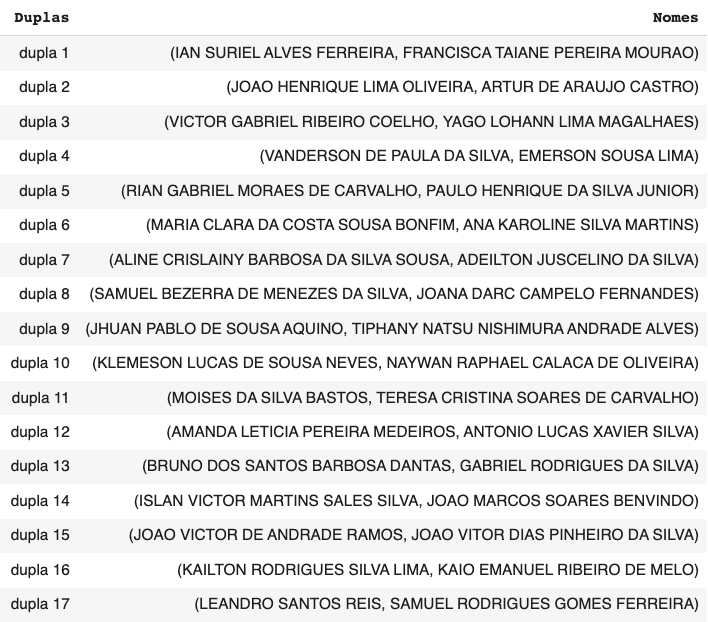 Duplas Nomes
dupla 1 (IAN SURIEL ALVES FERREIRA, FRANCISCA TAIANE PEREIRA MOURAO)
dupla 2 (JOAO HENRIQUE LIMA OLIVEIRA, ARTUR DE ARAUJO CASTRO)
dupla 3 (VICTOR GABRIEL RIBEIRO COELHO, YAGO LOHANN LIMA MAGALHAES)
dupla 4 (VANDERSON DE PAULA DA SILVA, EMERSON SOUSA LIMA)
dupla 5 (RIAN GABRIEL MORAES DE CARVALHO, PAULO HENRIQUE DA SILVA JUNIOR)
dupla 6 (MARIA CLARA DA COSTA SOUSA BONFIM, ANA KAROLINE SILVA MARTINS)
dupla 7 (ALINE CRISLAINY BARBOSA DA SILVA SOUSA, ADEILTON JUSCELINO DA SILVA)
dupla 8 (SAMUEL BEZERRA DE MENEZES DA SILVA, JOANA DARC CAMPELO FERNANDES)
dupla 9 (JHUAN PABLO DE SOUSA AQUINO, TIPHANY NATSU NISHIMURA ANDRADE ALVES)
dupla 10 (KLEMESON LUCAS DE SOUSA NEVES, NAYWAN RAPHAEL CALACA DE OLIVEIRA)
dupla 11 (MOISES DA SILVA BASTOS, TERESA CRISTINA SOARES DE CARVALHO)
dupla 12 (AMANDA LETICIA PEREIRA MEDEIROS, ANTONIO LUCAS XAVIER SILVA)
dupla 13 (BRUNO DOS SANTOS BARBOSA DANTAS, GABRIEL RODRIGUES DA SILVA)
dupla 14 (ISLAN VICTOR MARTINS SALES SILVA, JOAO MARCOS SOARES BENVINDO)
dupla 15 (JOAO VICTOR DE ANDRADE RAMOS, JOAO VITOR DIAS PINHEIRO DA SILVA)
dupla 16 (KAILTON RODRIGUES SILVA LIMA, KAIO EMANUEL RIBEIRO DE MELO)
dupla 17 (LEANDRO SANTOS REIS, SAMUEL RODRIGUES GOMES FERREIRA)